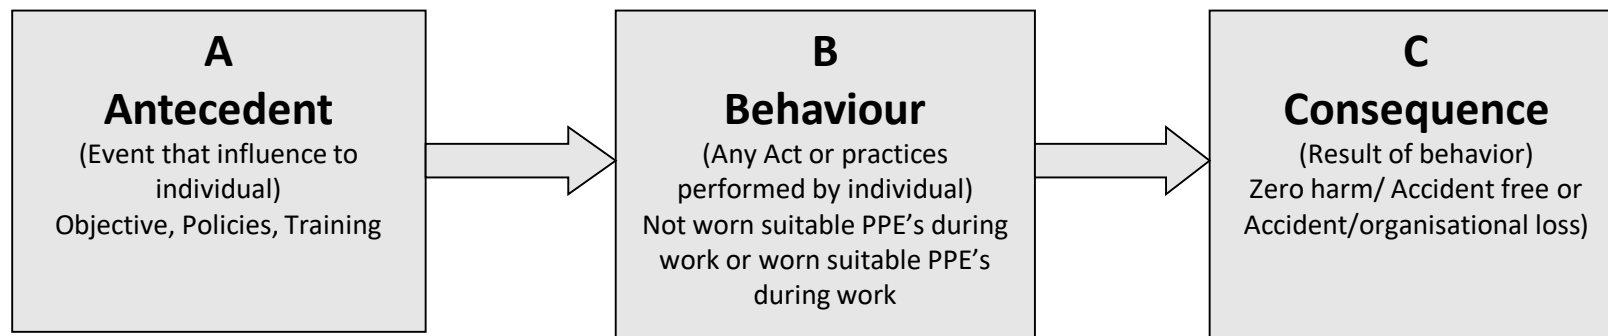 A
Antecedent
(Event that influence to
individual)
Objective, Policies, Training
B
Behaviour
(Any Act or practices
performed by individual)
Not worn suitable PPE’s during
work or worn suitable PPE’s
during work
C
Consequence
(Result of behavior)
Zero harm/ Accident free or
Accident/organisational loss)